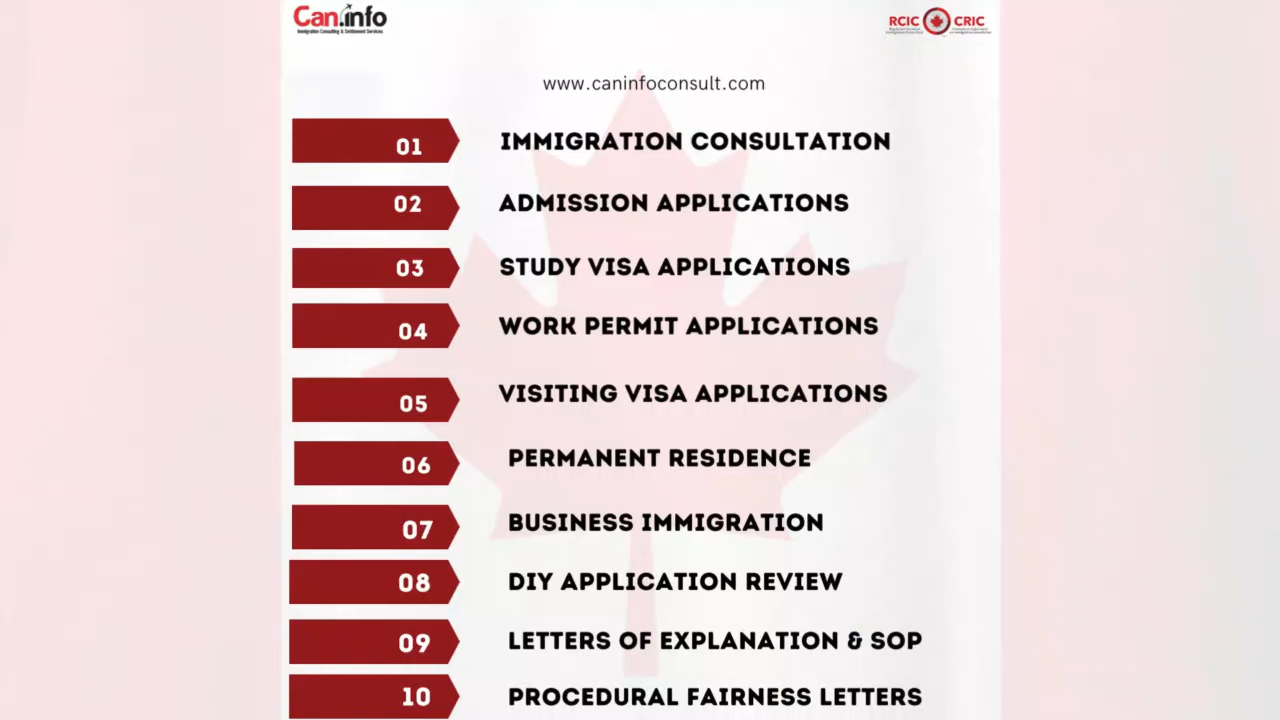 Can.info
Immigration Consulting & Settlement Services
RCIC CRIC
www.caninfoconsult.com
01 IMMIGRATION CONSULTATION
02 ADMISSION APPLICATIONS
03 STUDY VISA APPLICATIONS
04 WORK PERMIT APPLICATIONS
05 VISITING VISA APPLICATIONS
06 PERMANENT RESIDENCE
07 BUSINESS IMMIGRATION
08 DIY APPLICATION REVIEW
09 LETTERS OF EXPLANATION & SOP
10 PROCEDURAL FAIRNESS LETTERS